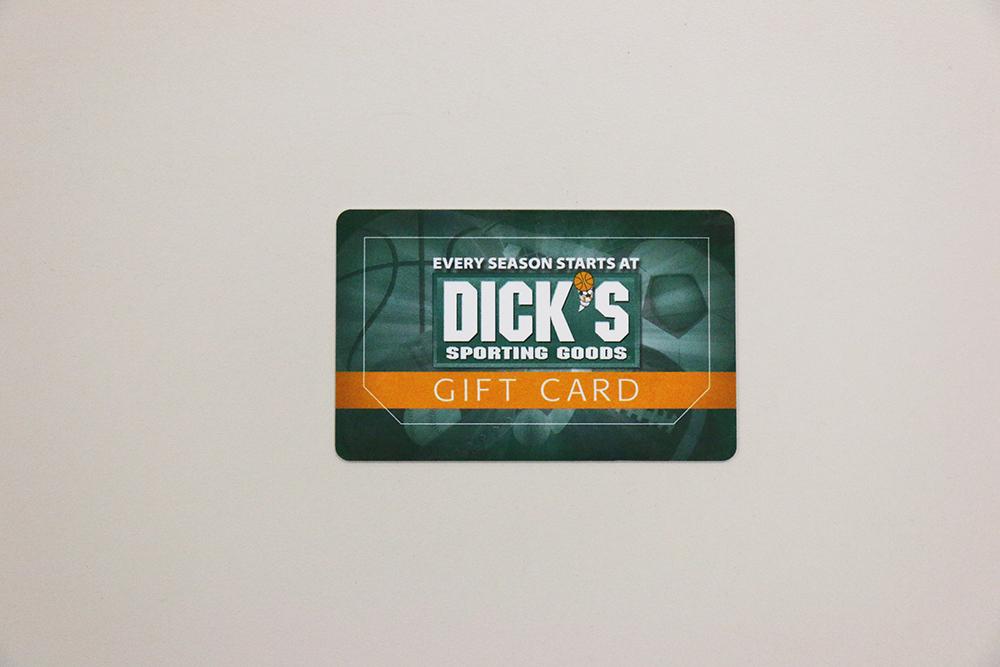 EVERY SEASON STARTS AT
DICK'S
SPORTING GOODS
GIFT CARD